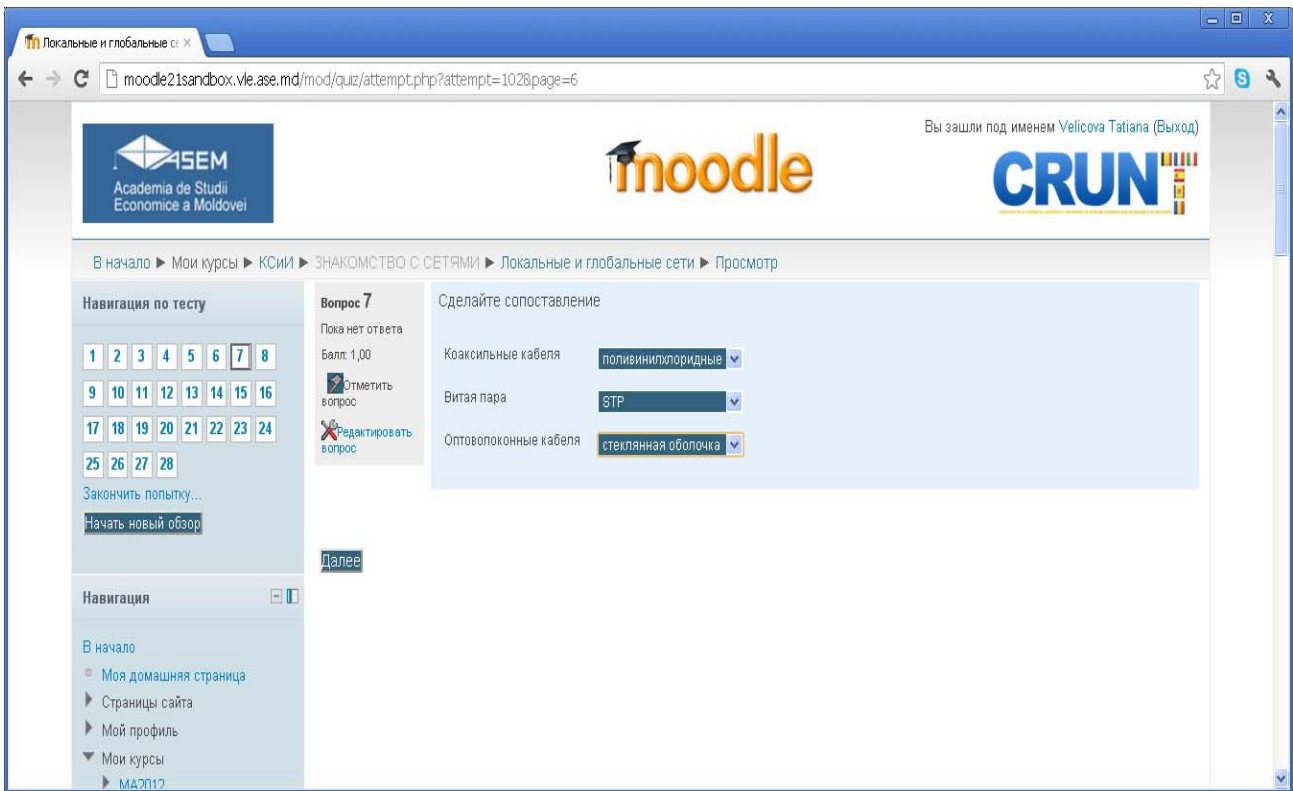 Локальные и глобальные се
moodle21sandbox.vle.ase.md/mod/quiz/attempt.php?attempt=102&page=6
Вы зашли под именем Velicova Tatiana (Выход)
ASEM
Academia de Studii
Economice a Moldovei
moodle
CRUNT
В начало ▶ Мои курсы ▶ КСиИ ▶ ЗНАКОМСТВО С СЕТЯМИ ▶ Локальные и глобальные сети ▶ Просмотр
Навигация по тесту
1 2 3 4 5 6 7 8
9 10 11 12 13 14 15 16
17 18 19 20 21 22 23 24
25 26 27 28
Закончить попытку...
Начать новый обзор
Вопрос 7
Пока нет ответа
Балл: 1,00
Отметить
вопрос
Редактировать
вопрос
Сделайте сопоставление
Коаксильные кабеля поливинилхлоридные
Витая пара STP
Оптоволоконные кабеля стеклянная оболочка
Далее
Навигация
В начало
Моя домашняя страница
Страницы сайта
Мой профиль
Мои курсы
MA2012